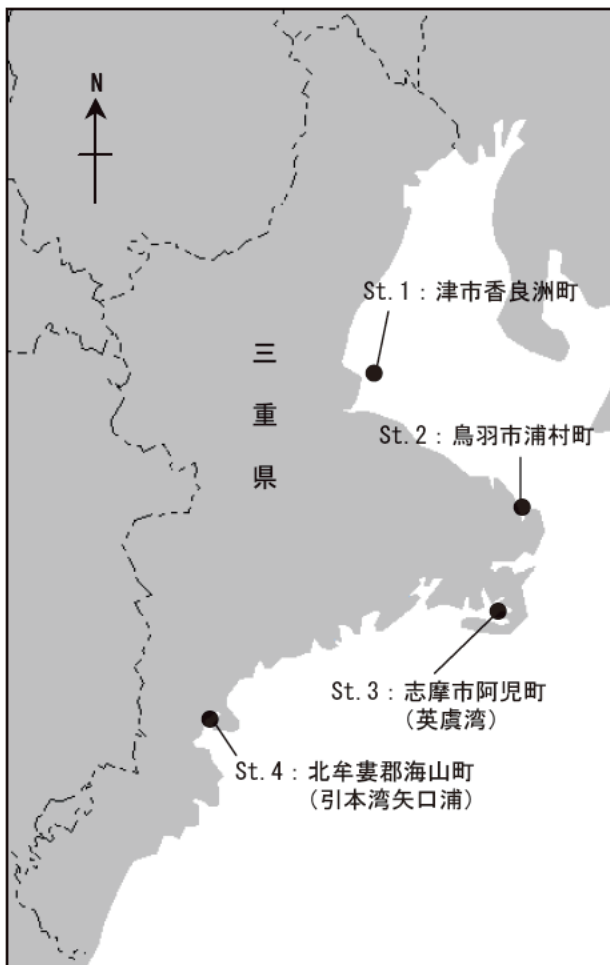 N
St.1：津市香良洲町
三重県
St.2：鳥羽市浦村町
St.3：志摩市阿児町
(英虞湾)
St.4：北牟婁郡海山町
(引本湾矢口浦)